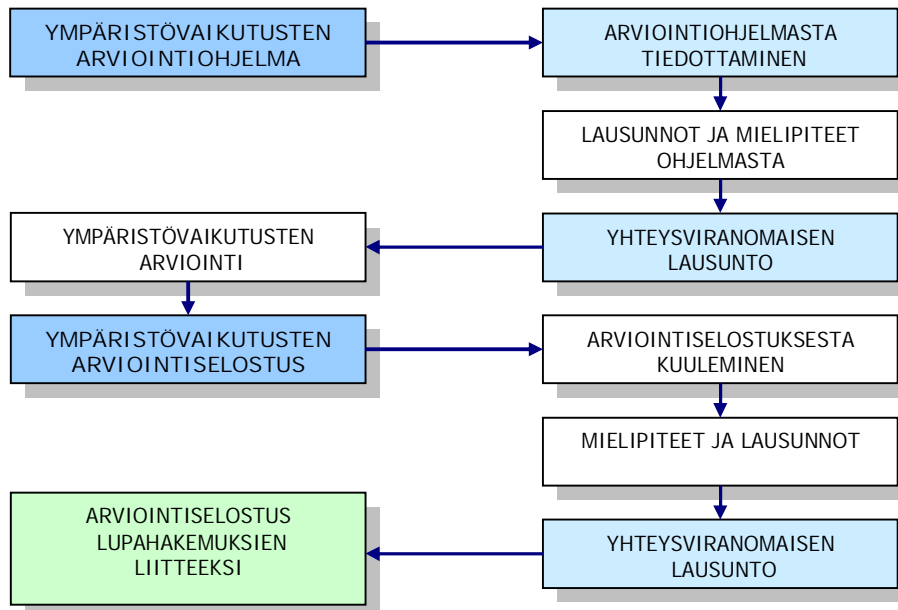 YMPÄRISTÖVAIKUTUSTEN
ARVIOINTIOHJELMA
ARVIOINTIOHJELMASTA
TIEDOTTAMINEN
LAUSUNNOT JA MIELIPITEET
OHJELMASTA
YHTEYSVIRANOMAISEN
LAUSUNTO
YMPÄRISTÖVAIKUTUSTEN
ARVIOINTI
YMPÄRISTÖVAIKUTUSTEN
ARVIOINTISELOSTUS
ARVIOINTISELOSTUKSESTA
KUULEMINEN
MIELIPITEET JA LAUSUNNOT
YHTEYSVIRANOMAISEN
LAUSUNTO
ARVIOINTISELOSTUS
LUPAHAKEMUKSIEN
LIITTEEKSI